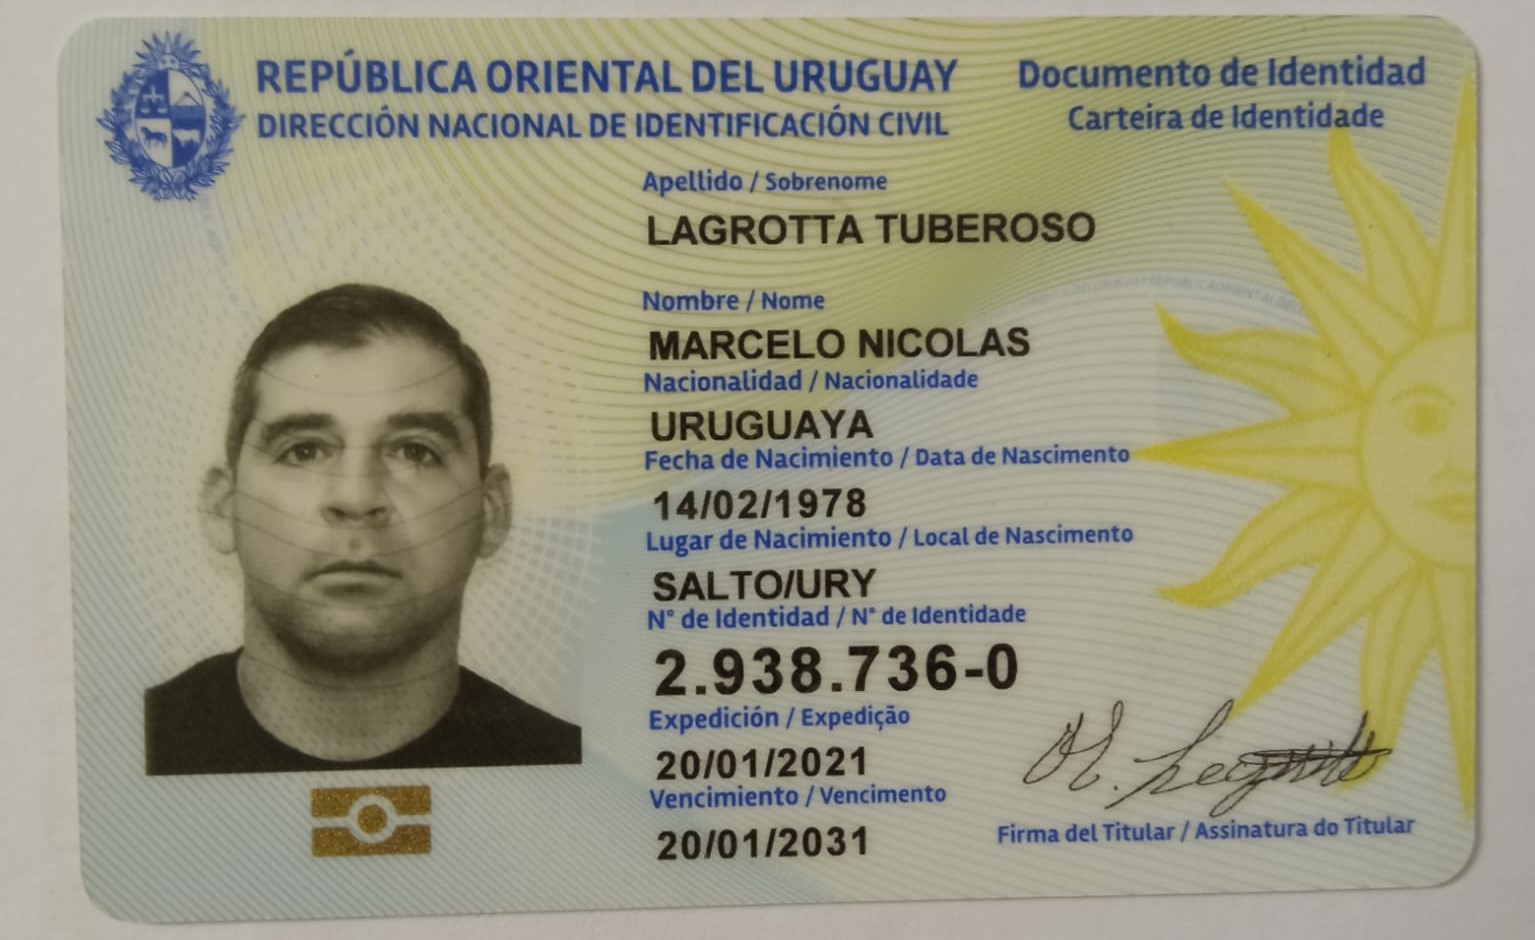 REPÚBLICA ORIENTAL DEL URUGUAY
DIRECCIÓN NACIONAL DE IDENTIFICACIÓN CIVIL
Documento de Identidad
Carteira de Identidade
Apellido / Sobrenome
LAGROTTA TUBEROSO
Nombre / Nome
MARCELO NICOLAS
Nacionalidad / Nacionalidade
URUGUAYA
Fecha de Nacimiento / Data de Nascimento
14/02/1978
Lugar de Nacimiento / Local de Nascimento
SALTO/URY
N° de Identidad / N° de Identidade
2.938.736-0
Expedición / Expedição
20/01/2021
Vencimiento / Vencimento
20/01/2031
Firma del Titular / Assinatura do Titular